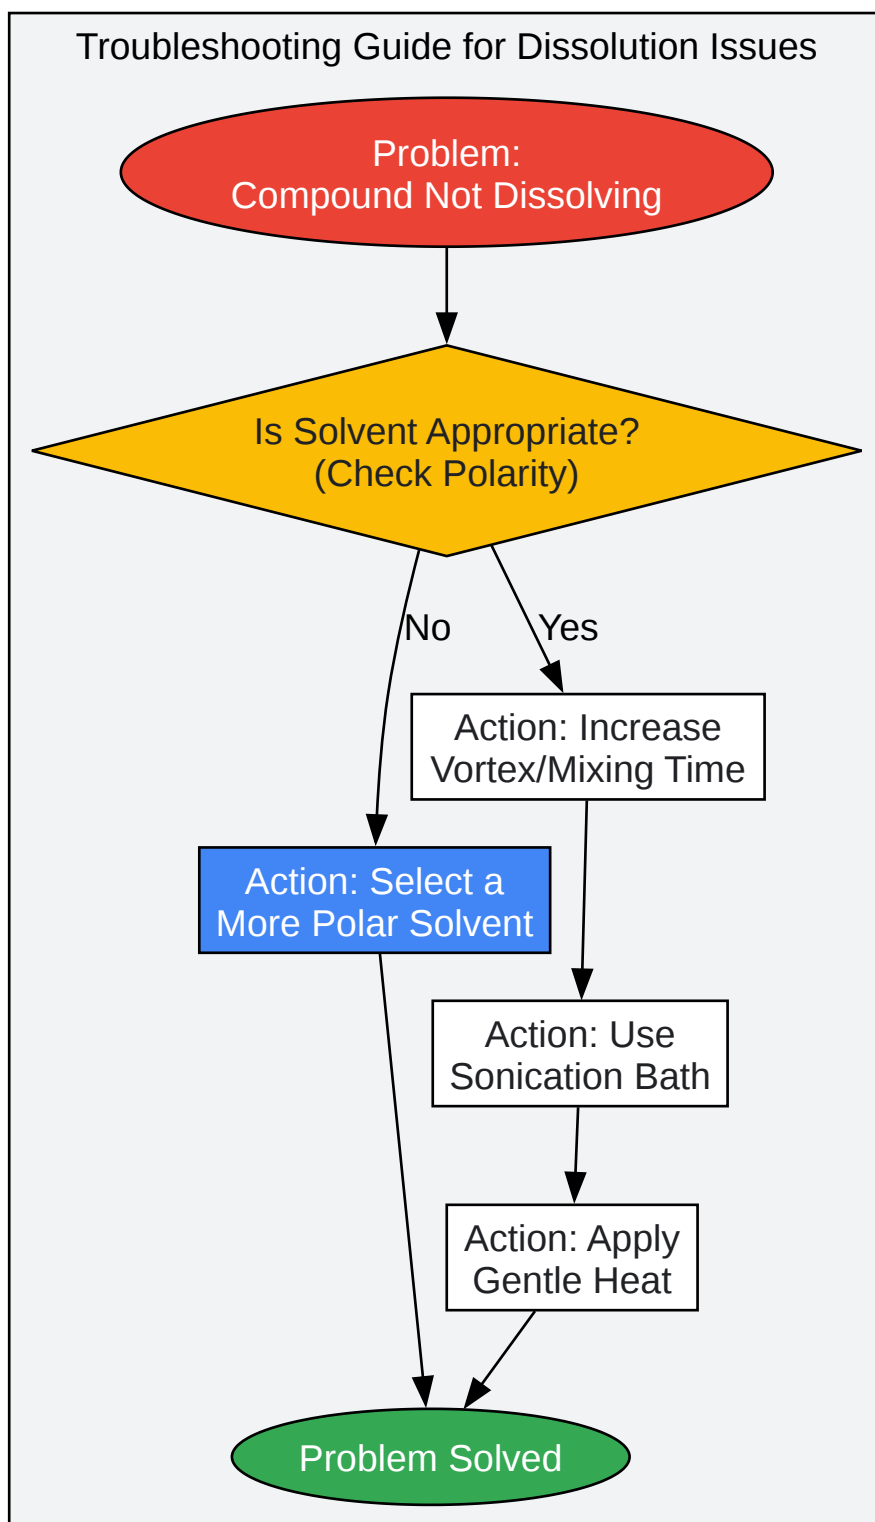 Troubleshooting Guide for Dissolution Issues
Problem:
Compound Not Dissolving
Is Solvent Appropriate?
(Check Polarity)
No
Yes
Action: Increase
Vortex/Mixing Time
Action: Select a
More Polar Solvent
Action: Use
Sonication Bath
Action: Apply
Gentle Heat
Problem Solved